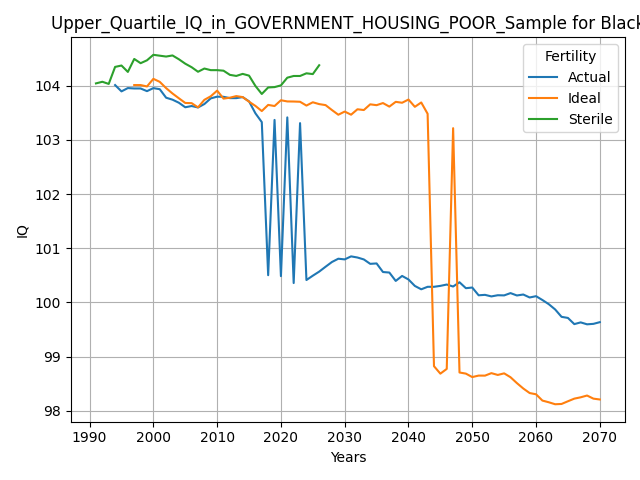 Upper_Quartile_IQ_in_GOVERNMENT_HOUSING_POOR_Sample for Black
Fertility
Actual
Ideal
Sterile
IQ
104
103
102
101
100
99
98
1990 2000 2010 2020 2030 2040 2050 2060 2070
Years